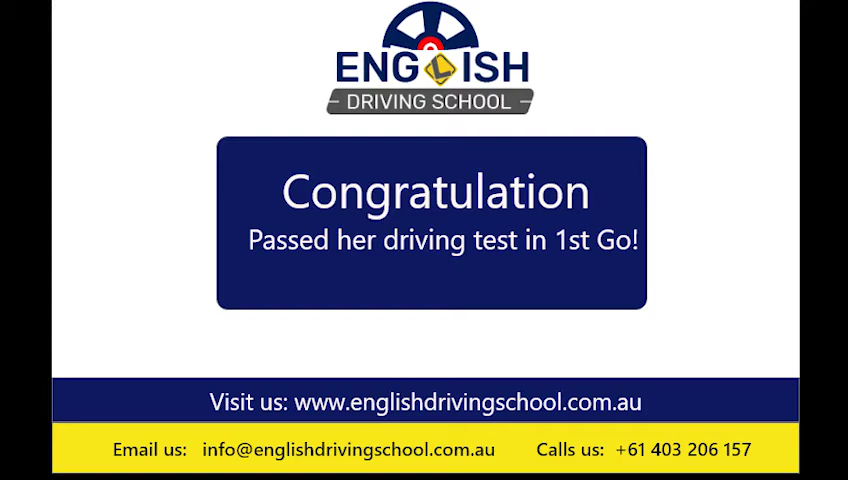 ENGLISH
DRIVING SCHOOL
Congratulation
Passed her driving test in 1st Go!
Visit us: www.englishdrivingschool.com.au
Email us: info@englishdrivingschool.com.au Calls us: +61 403 206 157